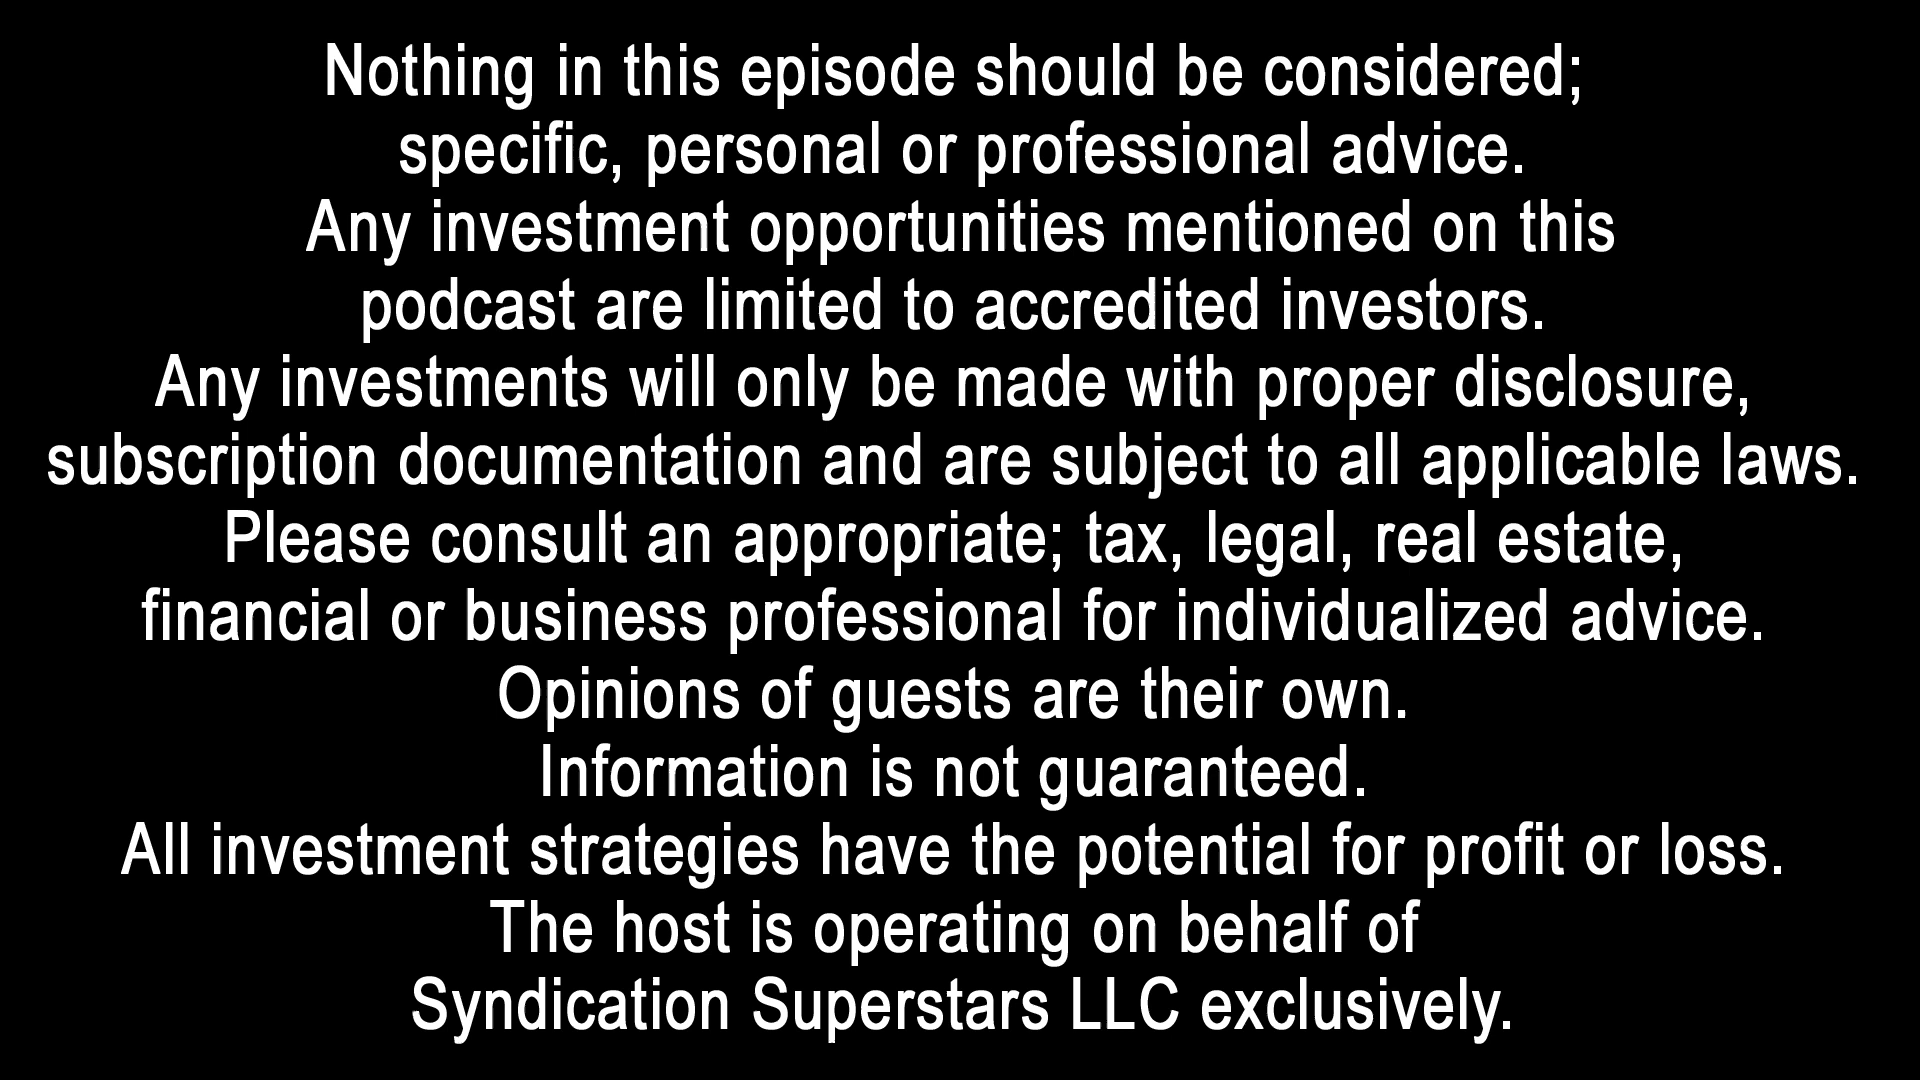 Nothing in this episode should be considered;
specific, personal or professional advice.
Any investment opportunities mentioned on this
podcast are limited to accredited investors.
Any investments will only be made with proper disclosure,
subscription documentation and are subject to all applicable laws.
Please consult an appropriate; tax, legal, real estate,
financial or business professional for individualized advice.
Opinions of guests are their own.
Information is not guaranteed.
All investment strategies have the potential for profit or loss.
The host is operating on behalf of
Syndication Superstars LLC exclusively.